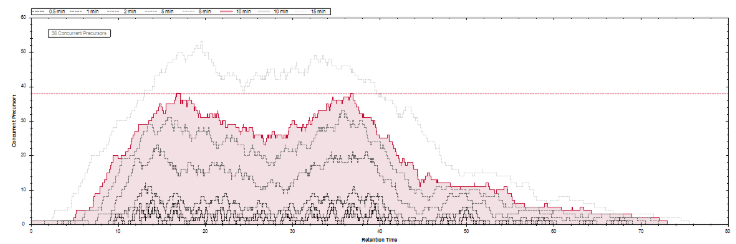 0.5 min 1 min 2 min 5 min 8 min 10 min 10 min 15 min
60
38 Concurrent Precursors
50
40
30
20
10
0
Concurrent Precursors
0 10 20 30 40 50 60 70 80
Retention Time